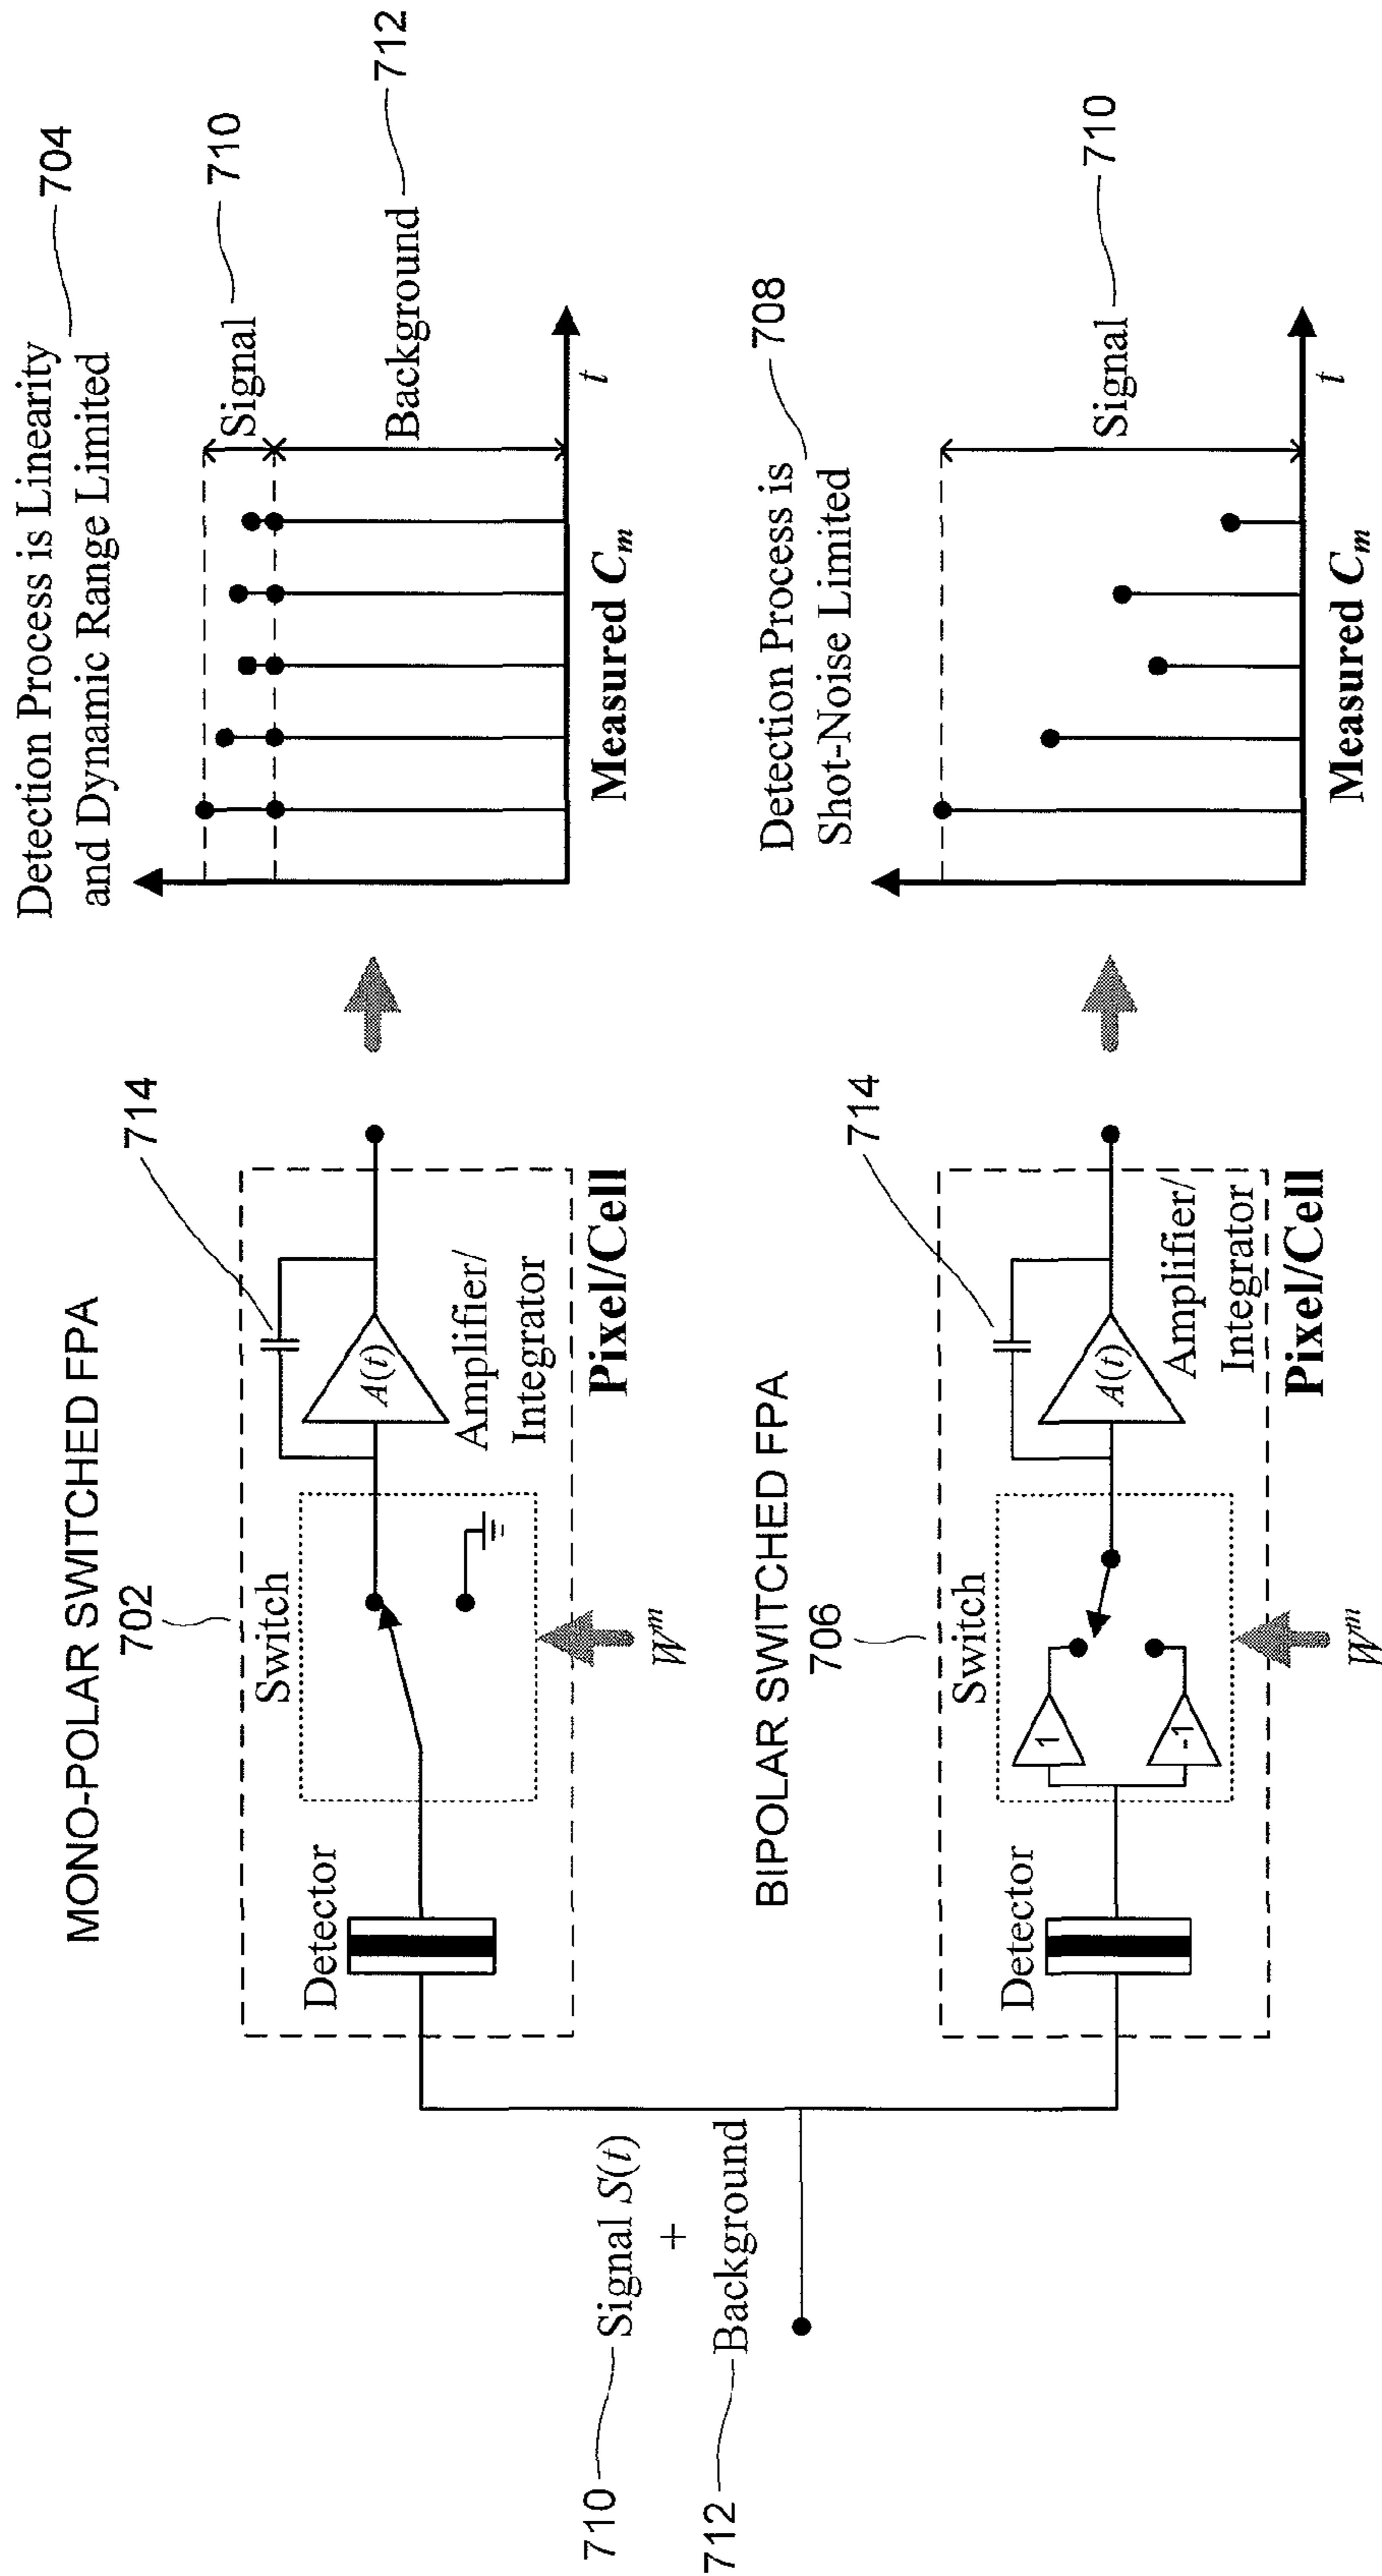 MONO-POLAR SWITCHED FPA
702
714
Switch
Detector
A(t)
Amplifier/
Integrator
Pixel/Cell
W^m
Detection Process is Linearity
and Dynamic Range Limited
704
Signal
710
Background
712
t
Measured C_m
710
Signal S(t)
+
712
Background
BIPOLAR SWITCHED FPA
706
714
Switch
Detector
1
-1
A(t)
Amplifier/
Integrator
Pixel/Cell
W^m
Detection Process is
708
Shot-Noise Limited
Signal
710
t
Measured C_m